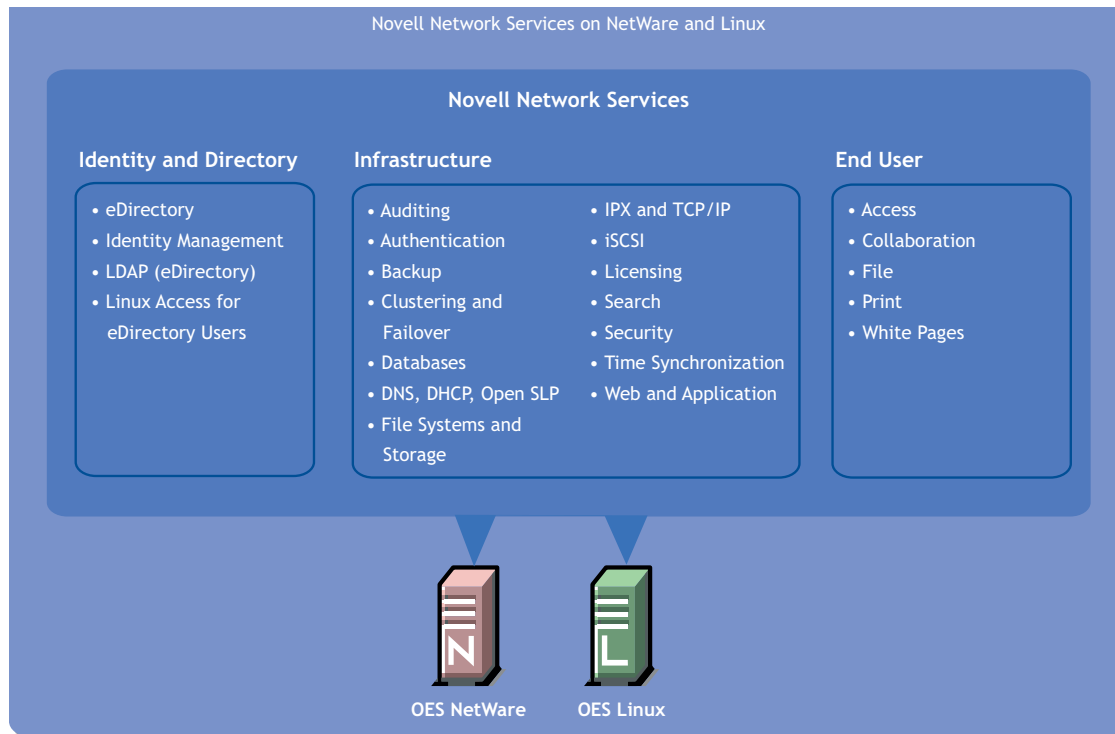 Novell Network Services on NetWare and Linux
Novell Network Services
Identity and Directory
• eDirectory
• Identity Management
• LDAP (eDirectory)
• Linux Access for
eDirectory Users
Infrastructure
• Auditing
• Authentication
• Backup
• Clustering and
Failover
• Databases
• DNS, DHCP, Open SLP
• File Systems and
Storage
• IPX and TCP/IP
• iSCSI
• Licensing
• Search
• Security
• Time Synchronization
• Web and Application
End User
• Access
• Collaboration
• File
• Print
• White Pages
N
L
OES NetWare
OES Linux